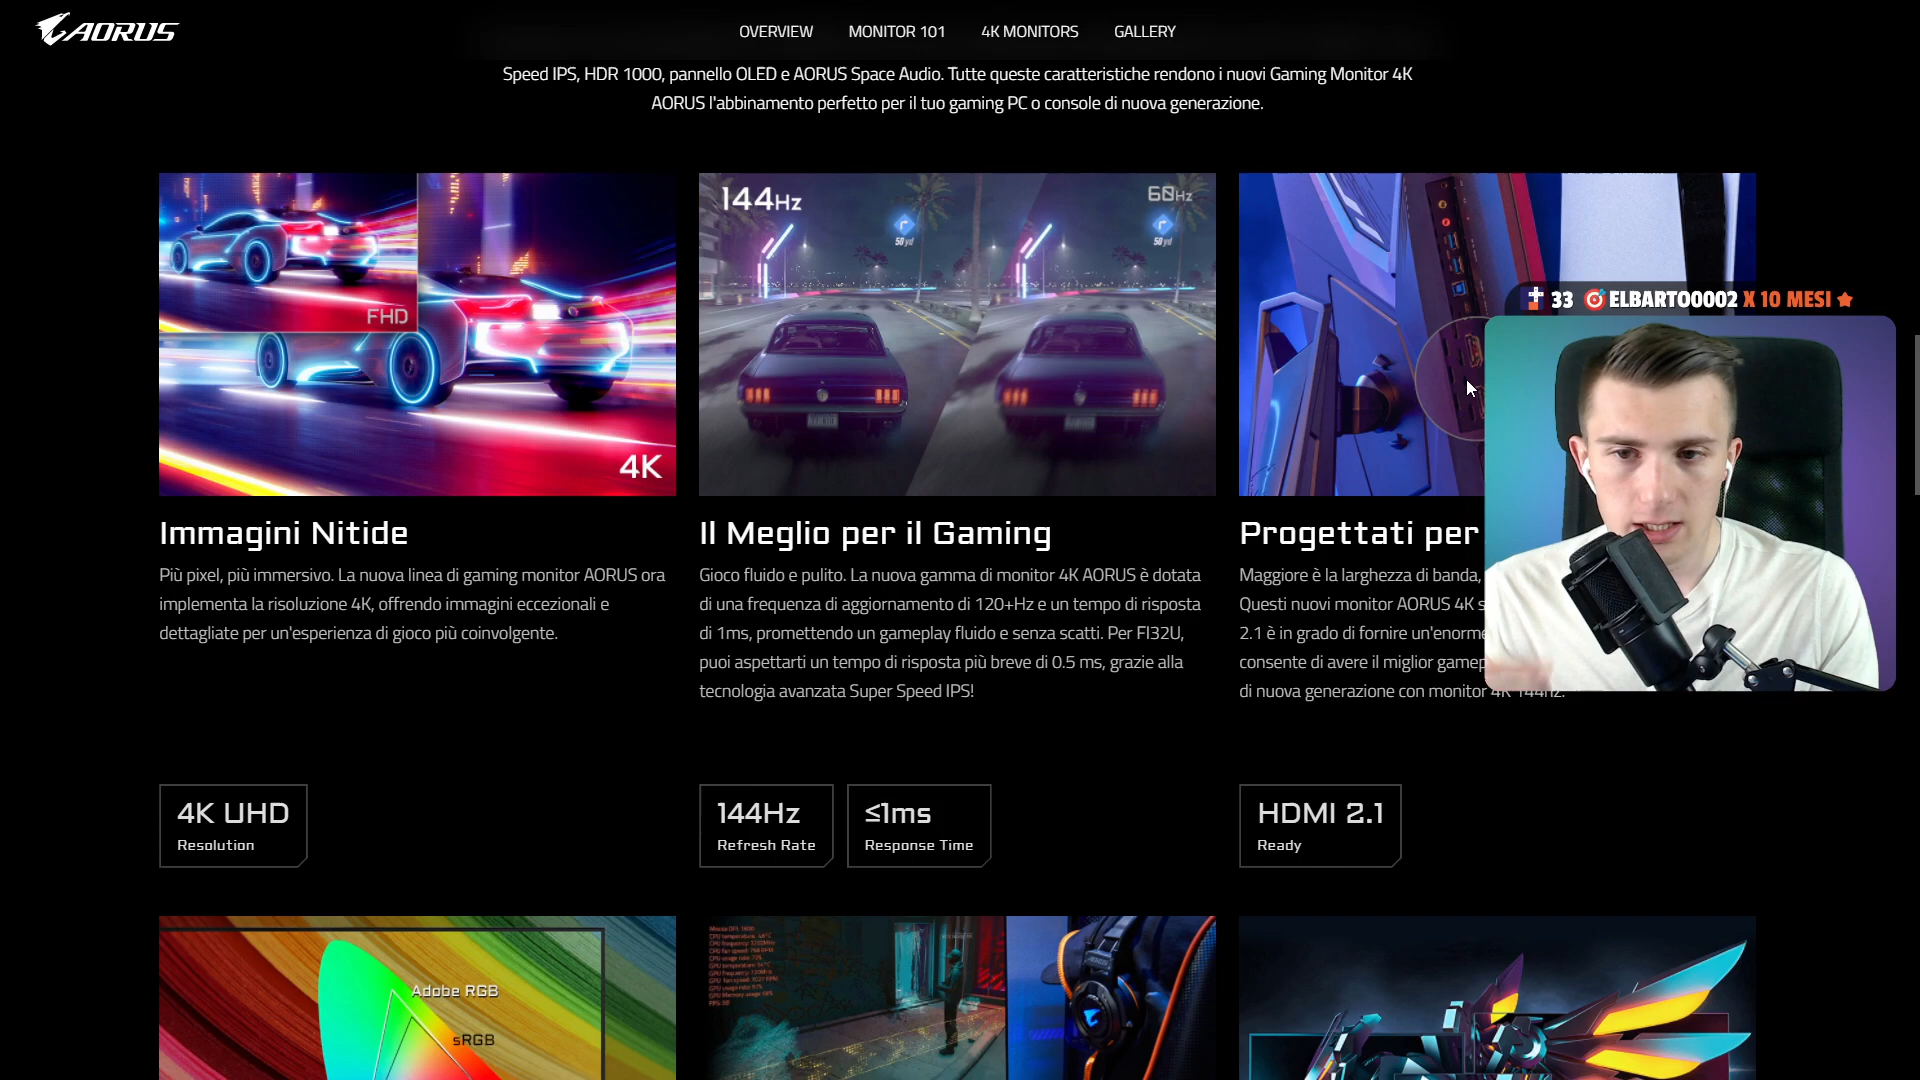 AORUS
OVERVIEW
MONITOR 101
4K MONITORS
GALLERY
Speed IPS, HDR 1000, pannello OLED e AORUS Space Audio. Tutte queste caratteristiche rendono i nuovi Gaming Monitor 4K
AORUS l'abbinamento perfetto per il tuo gaming PC o console di nuova generazione.
FHD
4K
144Hz
60Hz
50 yd
50 yd
33 ELBARTO0002 X 10 MESI
Immagini Nitide
Più pixel, più immersivo. La nuova linea di gaming monitor AORUS ora
implementa la risoluzione 4K, offrendo immagini eccezionali e
dettagliate per un'esperienza di gioco più coinvolgente.
Il Meglio per il Gaming
Gioco fluido e pulito. La nuova gamma di monitor 4K AORUS è dotata
di una frequenza di aggiornamento di 120+Hz e un tempo di risposta
di 1ms, promettendo un gameplay fluido e senza scatti. Per FI32U,
puoi aspettarti un tempo di risposta più breve di 0.5 ms, grazie alla
tecnologia avanzata Super Speed IPS!
Progettati per
Maggiore è la larghezza di banda,
Questi nuovi monitor AORUS 4K
2.1 è in grado di fornire un'enorme
consente di avere il miglior
di nuova generazione con monitor 4K 144hz.
4K UHD
Resolution
144Hz
Refresh Rate
≤1ms
Response Time
HDMI 2.1
Ready
Adobe RGB
sRGB